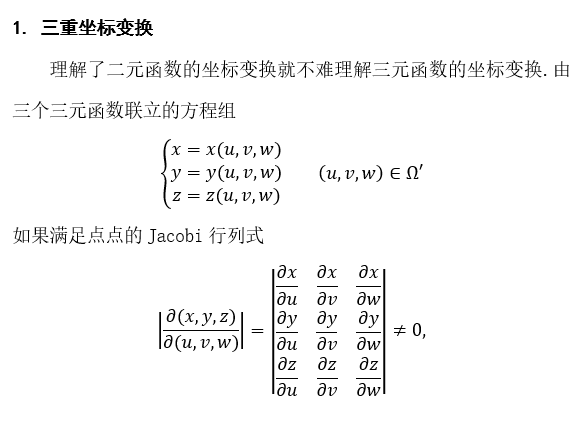 1. 三重坐标变换
理解了二元函数的坐标变换就不难理解三元函数的坐标变换.由
三个三元函数联立的方程组
x = x(u, v, w)
y = y(u, v, w) (u, v, w) ∈ Ω′
z = z(u, v, w)
如果满足点点的 Jacobi 行列式
|∂(x, y, z)/∂(u, v, w)| = |∂x/∂u ∂x/∂v ∂x/∂w|
|∂y/∂u ∂y/∂v ∂y/∂w| ≠ 0,
|∂z/∂u ∂z/∂v ∂z/∂w|